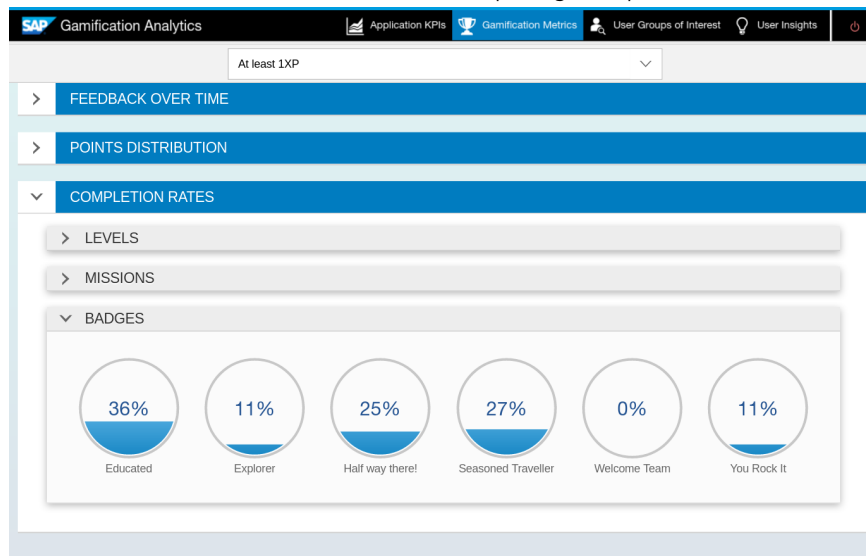 SAP Gamification Analytics Application KPIs Gamification Metrics User Groups of Interest User Insights
At least 1XP
FEEDBACK OVER TIME
POINTS DISTRIBUTION
COMPLETION RATES
LEVELS
MISSIONS
BADGES
36% 11% 25% 27% 0% 11%
Educated Explorer Half way there! Seasoned Traveller Welcome Team You Rock It